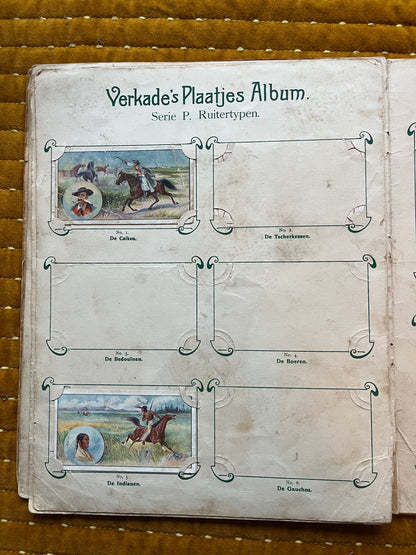 Verkade's Plaatjes Album.
Serie P. Ruitertypen.
No. 1.
De Csikos.
No. 2.
De Tscherkessen.
No. 3.
De Bedouïnen.
No. 4.
De Boeren.
No. 5.
De Indianen.
No. 6.
De Gauchos.